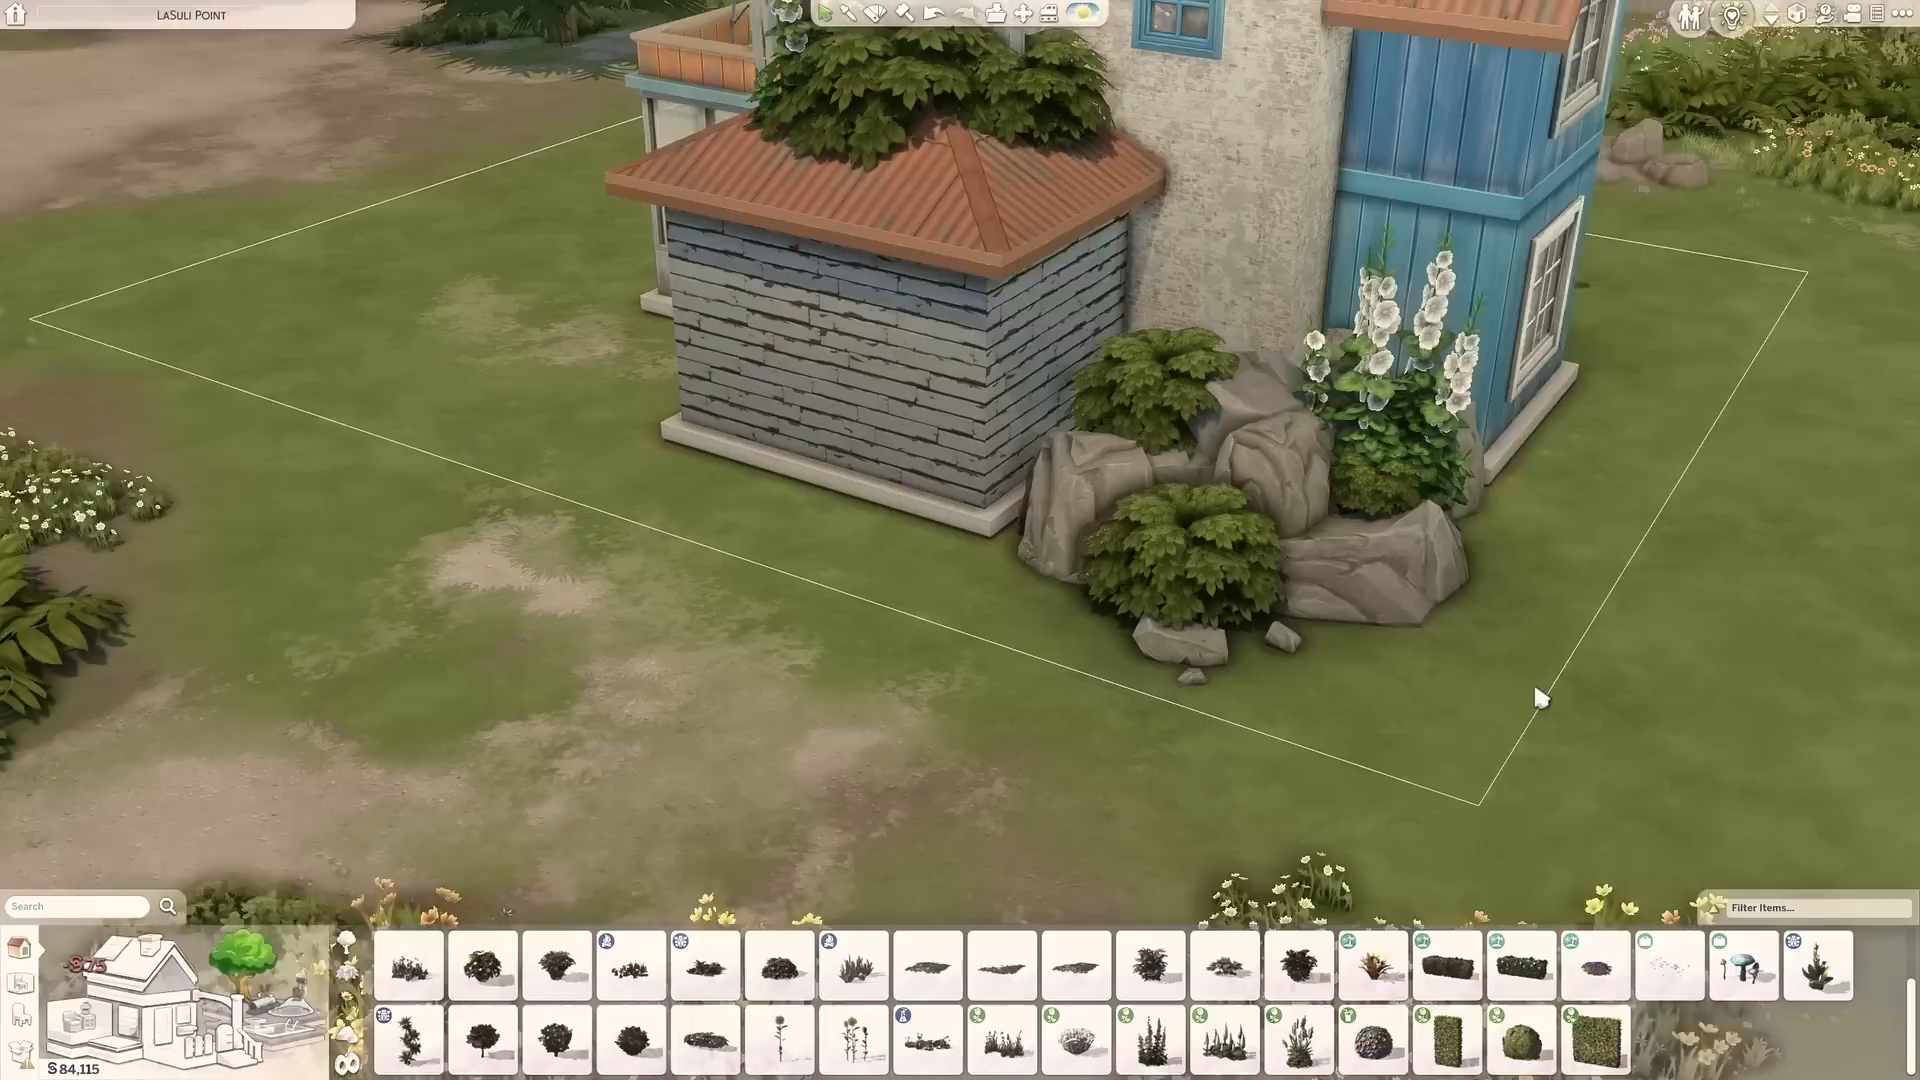 LASULI POINT
Search
Filter Items...
-§75
§84,115